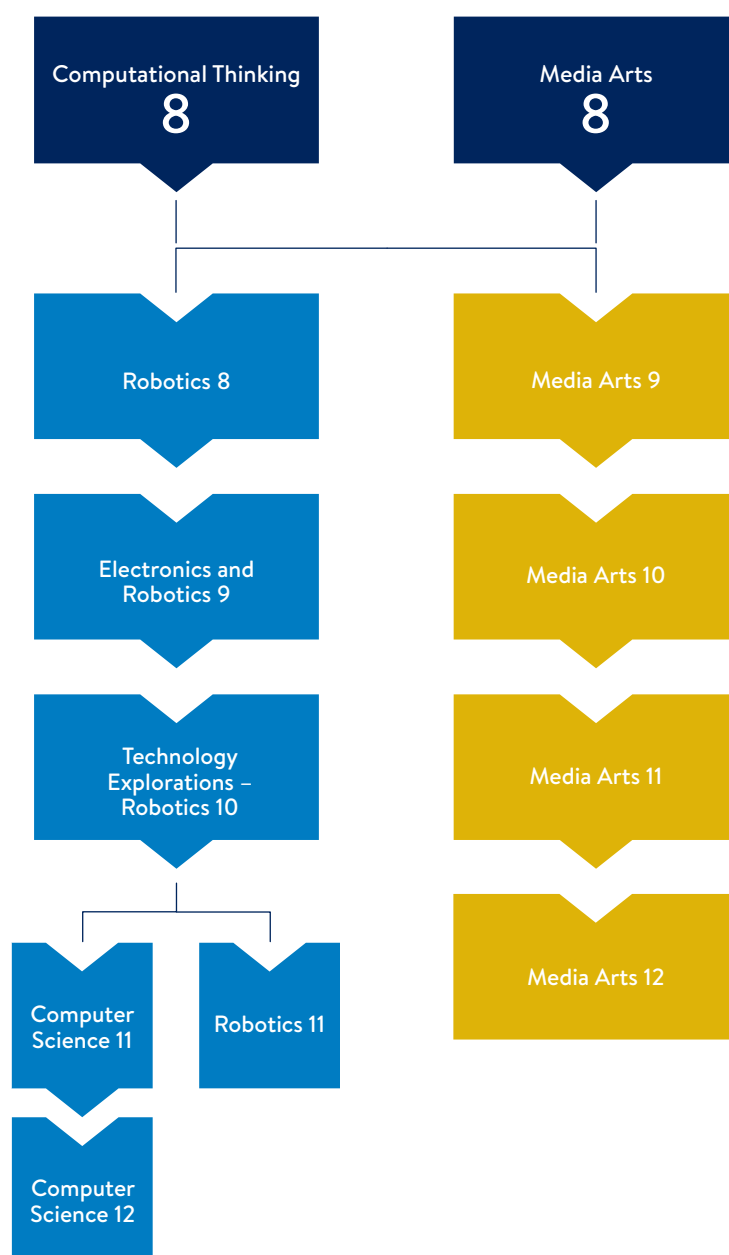 Computational Thinking
8
Media Arts
8
Robotics 8
Media Arts 9
Electronics and
Robotics 9
Media Arts 10
Technology
Explorations –
Robotics 10
Media Arts 11
Computer
Science 11
Robotics 11
Media Arts 12
Computer
Science 12